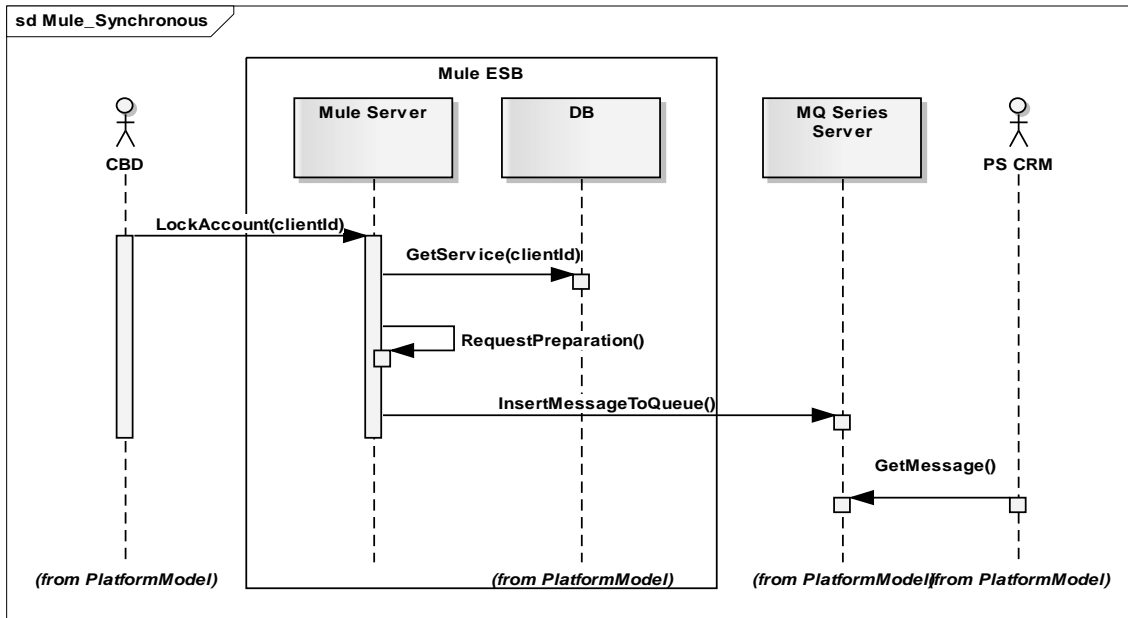 sd Mule_Synchronous
Mule ESB
Mule Server
DB
MQ Series
Server
CBD
PS CRM
LockAccount(clientId)
GetService(clientId)
RequestPreparation()
InsertMessageToQueue()
GetMessage()
(from PlatformModel)
(from PlatformModel)
(from PlatformModel)
(from PlatformModel)